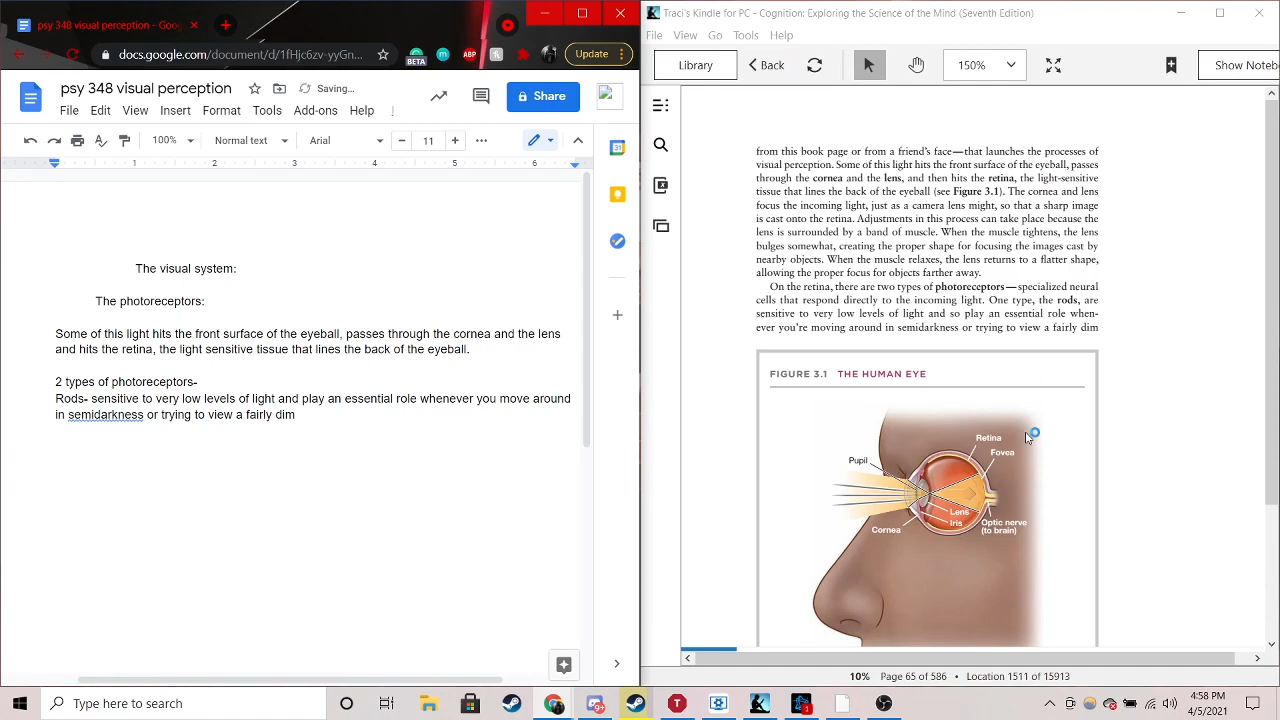 psy 348 visual perception - Goog
Update
docs.google.com/document/d/1fHjc6zv-yyGn...
BETA
ABP
psy 348 visual perception
Saving...
File Edit View Insert Format Tools Add-ons Help
Share
100% Normal text Arial 11
31
1 2 3 4 5 6
The visual system:
The photoreceptors:
Some of this light hits the front surface of the eyeball, passes through the cornea and the lens
and hits the retina, the light sensitive tissue that lines the back of the eyeball.
2 types of photoreceptors-
Rods- sensitive to very low levels of light and play an essential role whenever you move around
in semidarkness or trying to view a fairly dim
Traci's Kindle for PC - Cognition: Exploring the Science of the Mind (Seventh Edition)
File View Go Tools Help
Library Back 150% Show Noteb
from this book page or from a friend's face—that launches the processes of
visual perception. Some of this light hits the front surface of the eyeball, passes
through the cornea and the lens, and then hits the retina, the light-sensitive
tissue that lines the back of the eyeball (see Figure 3.1). The cornea and lens
focus the incoming light, just as a camera lens might, so that a sharp image
is cast onto the retina. Adjustments in this process can take place because the
lens is surrounded by a band of muscle. When the muscle tightens, the lens
bulges somewhat, creating the proper shape for focusing the images cast by
nearby objects. When the muscle relaxes, the lens returns to a flatter shape,
allowing the proper focus for objects farther away.
On the retina, there are two types of photoreceptors—specialized neural
cells that respond directly to the incoming light. One type, the rods, are
sensitive to very low levels of light and so play an essential role when-
ever you're moving around in semidarkness or trying to view a fairly dim
FIGURE 3.1 THE HUMAN EYE
Retina
Fovea
Pupil
Lens
Iris
Cornea
Optic nerve
(to brain)
10% Page 65 of 586 • Location 1511 of 15913
Type here to search
4:58 PM
4/5/2021